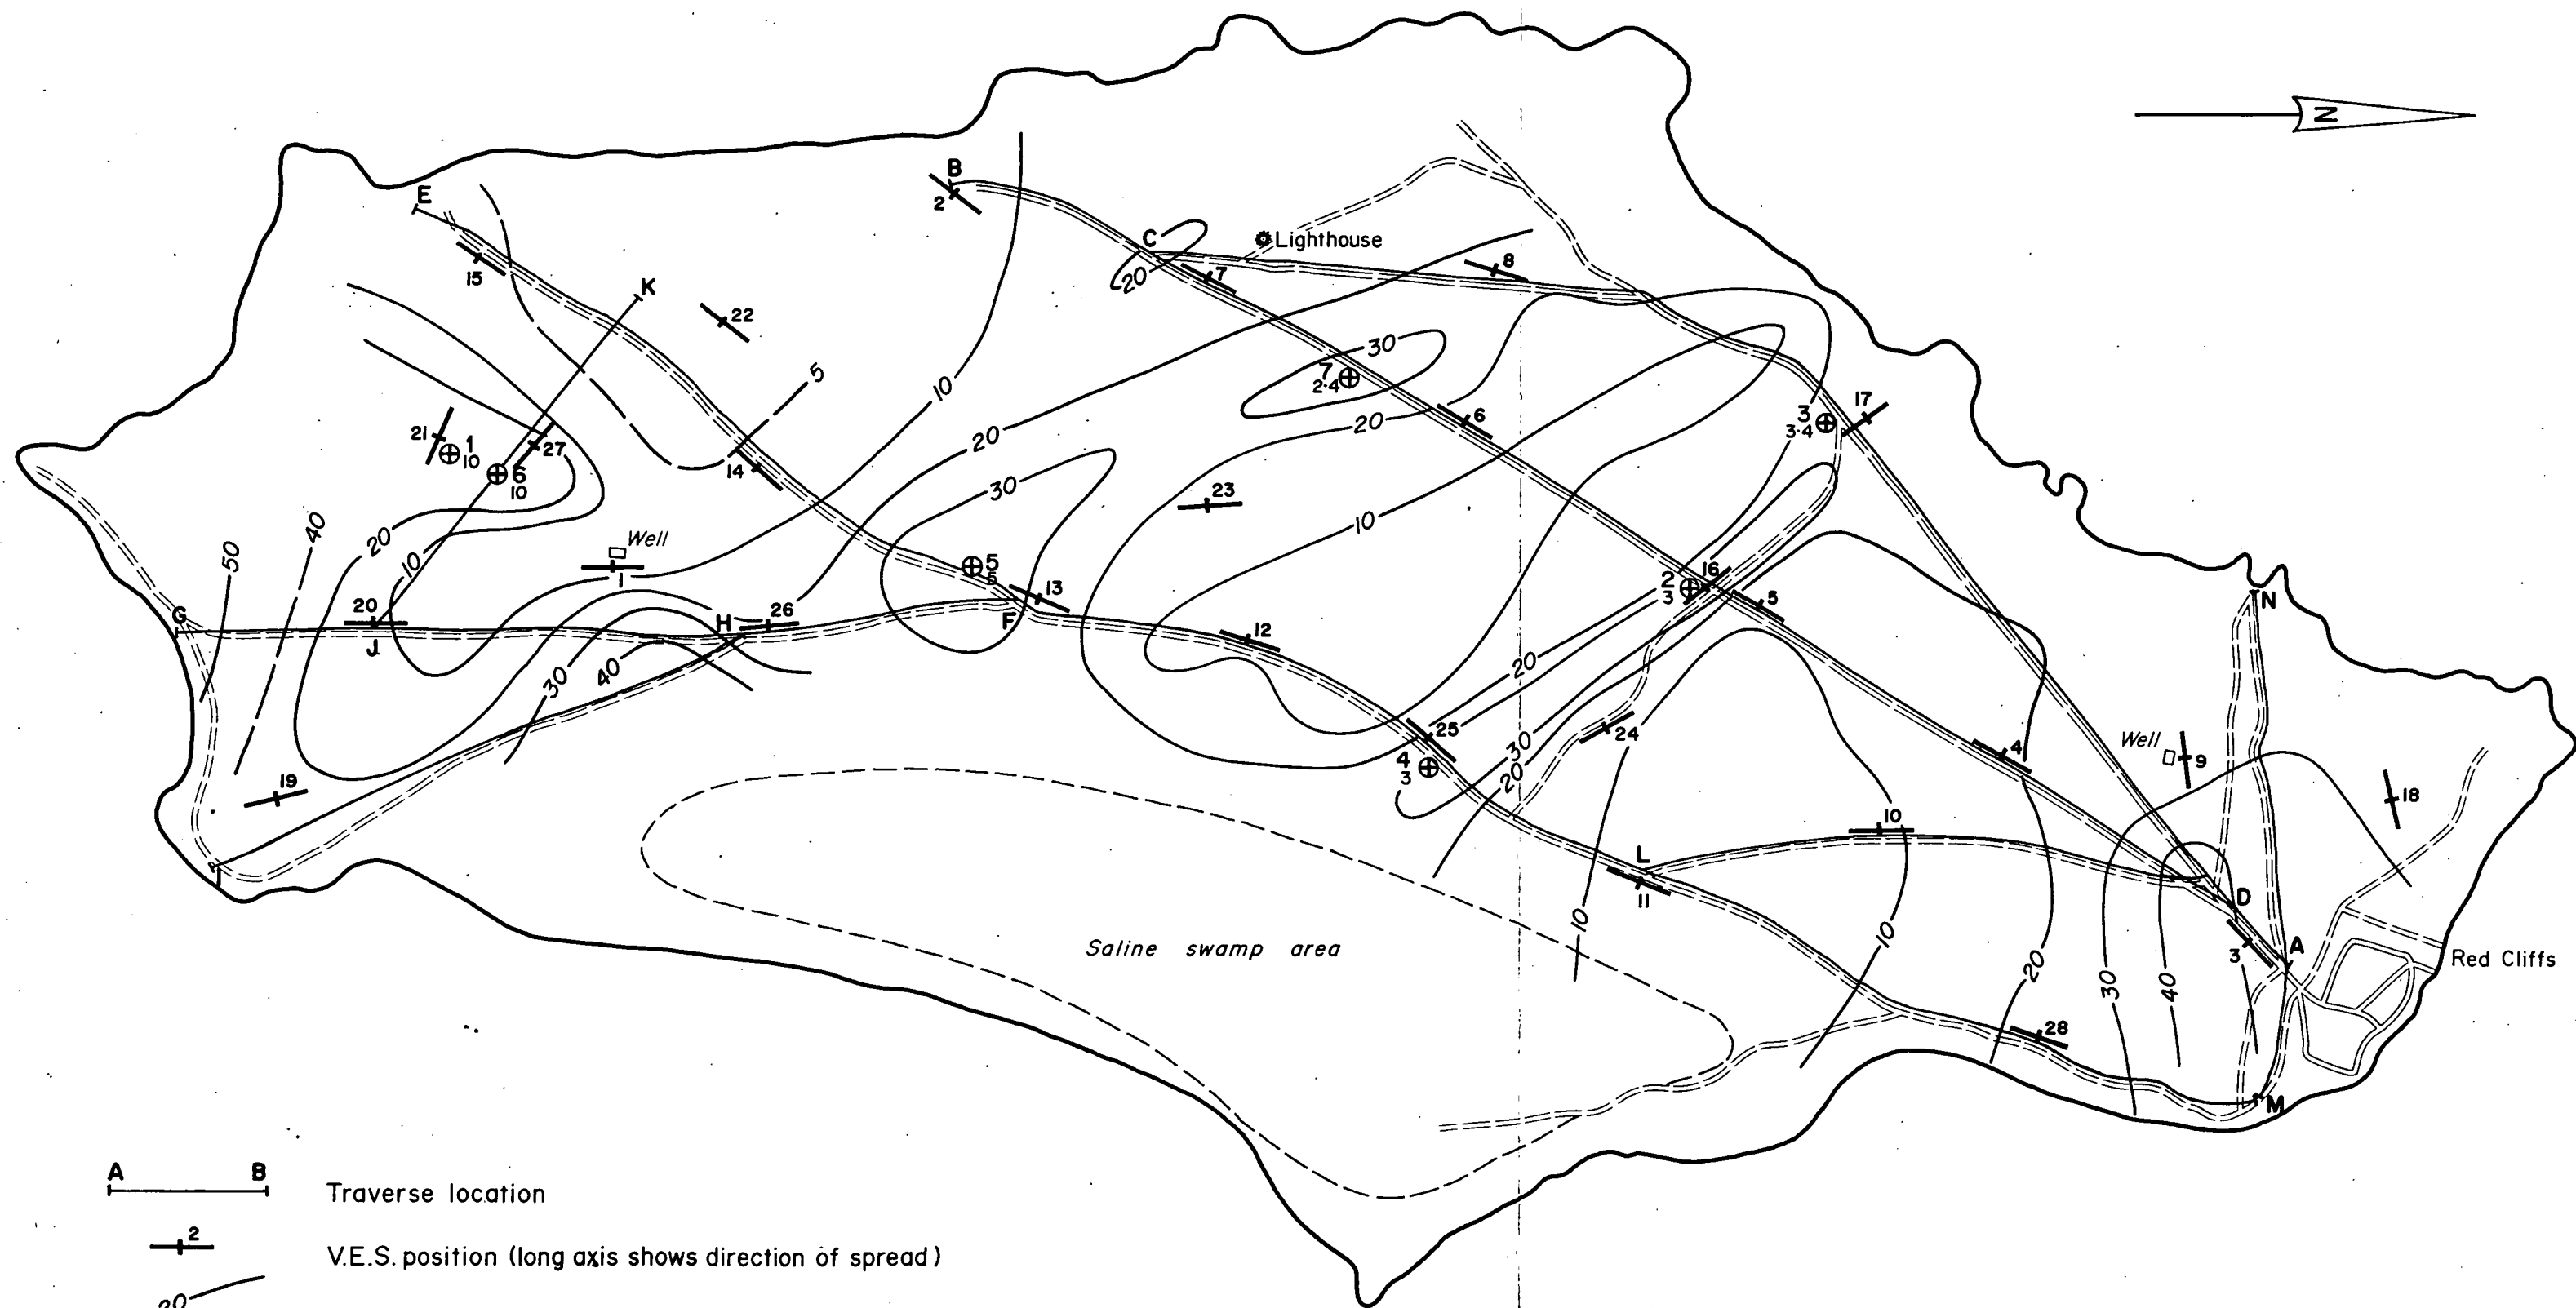 N
B
2
E
C
Lighthouse
20
7
8
15
K
22
30
7
2·4
5
10
20
20
6
3
3·4
17
21
1
10
6
10
27
14
30
23
10
40
20
50
10
Well
1
5
5
13
2
3
16
5
N
G
20
J
H
26
F
12
20
30
40
25
30
24
4
Well
9
4
3
20
18
19
10
L
11
D
A
3
I
Saline swamp area
10
10
20
30
40
Red Cliffs
28
M
A B
Traverse location
2
V.E.S. position (long axis shows direction of spread)
20